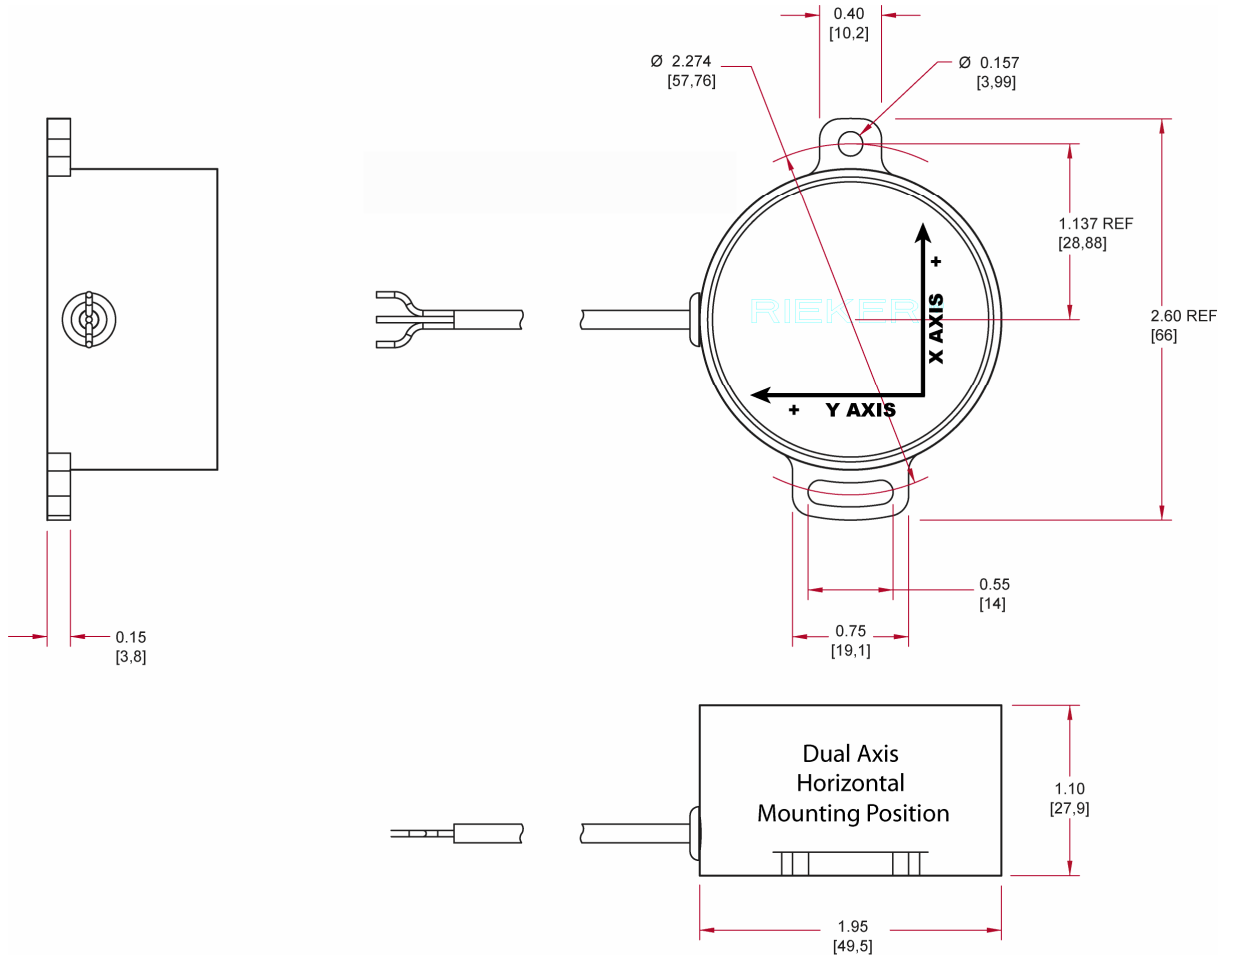 0.40
[10,2]
Ø 2.274
[57,76]
Ø 0.157
[3,99]
1.137 REF
[28,88]
+
RIEKER
X AXIS
2.60 REF
[66]
+ Y AXIS
0.55
[14]
0.75
[19,1]
0.15
[3,8]
Dual Axis
Horizontal
Mounting Position
1.10
[27,9]
1.95
[49,5]